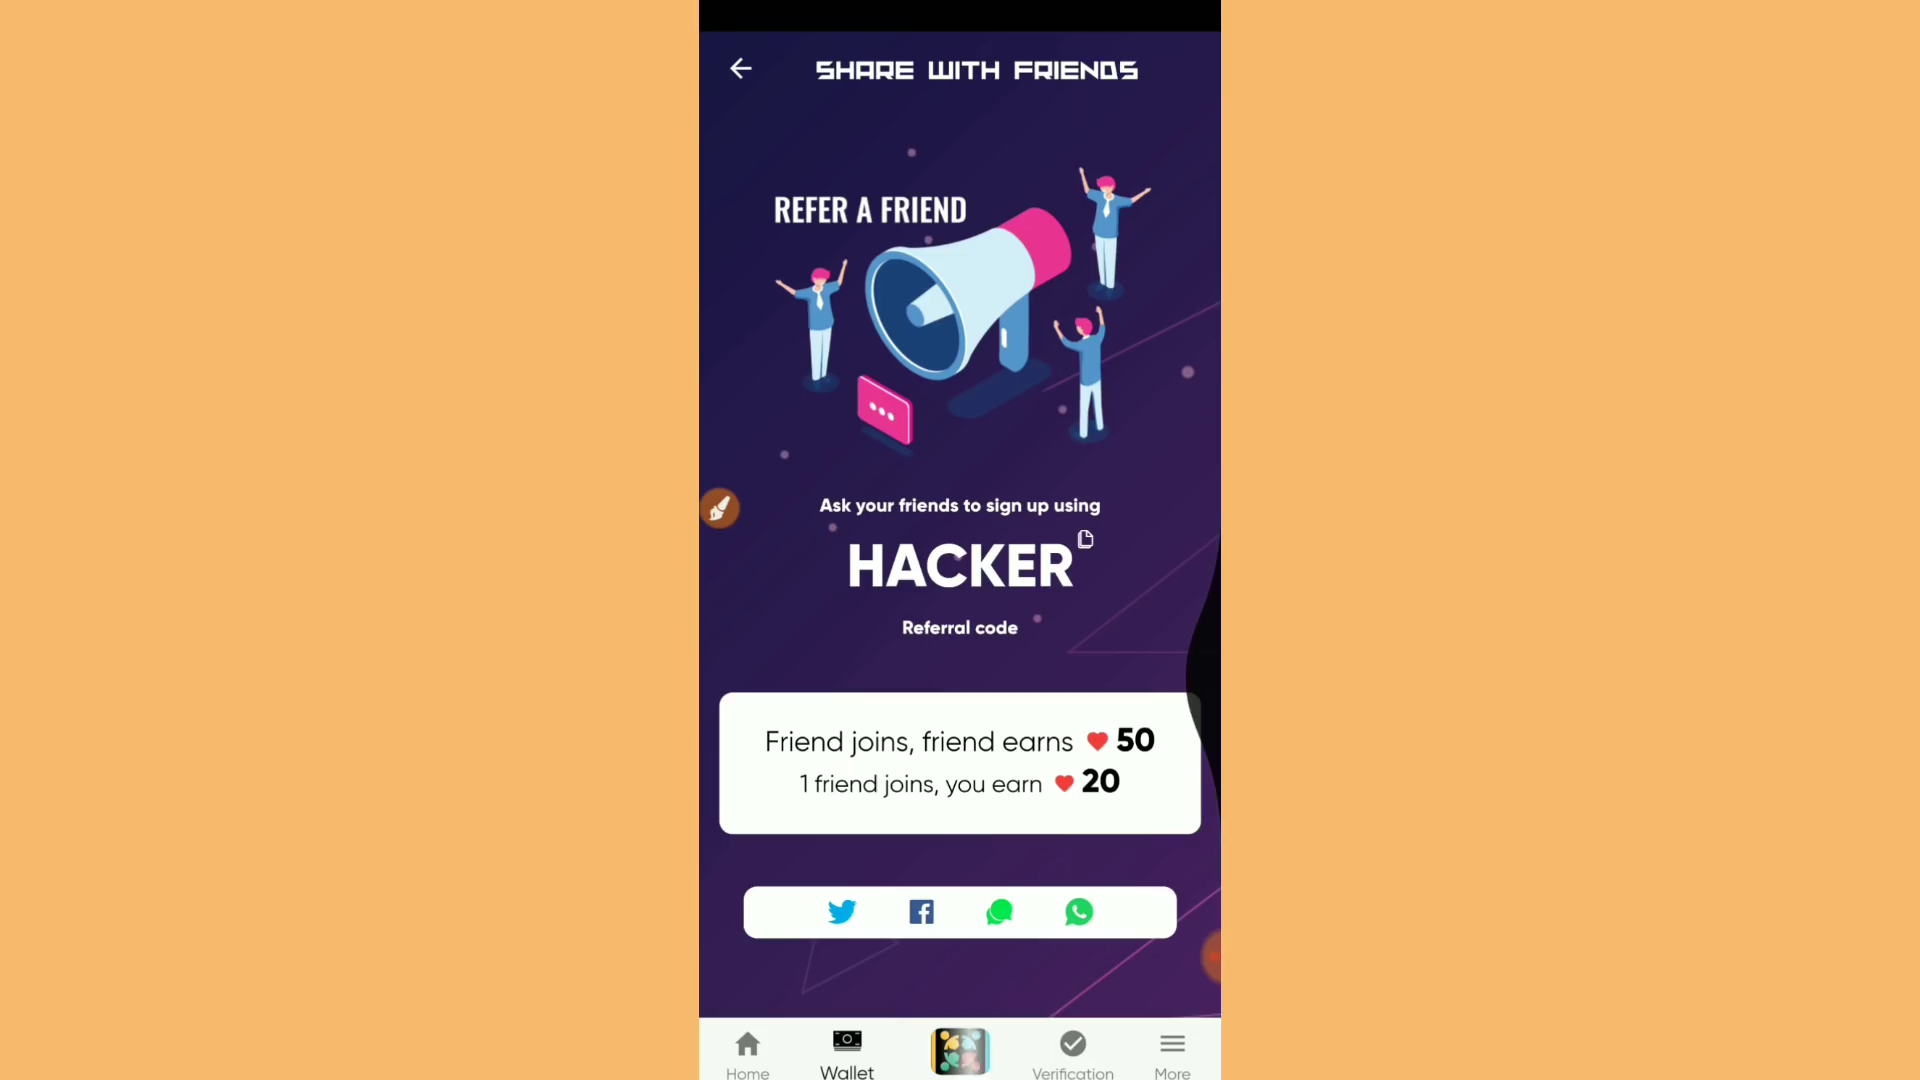 SHARE WITH FRIENDS
REFER A FRIEND
Ask your friends to sign up using
HACKER
Referral code
Friend joins, friend earns 50
1 friend joins, you earn 20
Home
Wallet
Verification
More